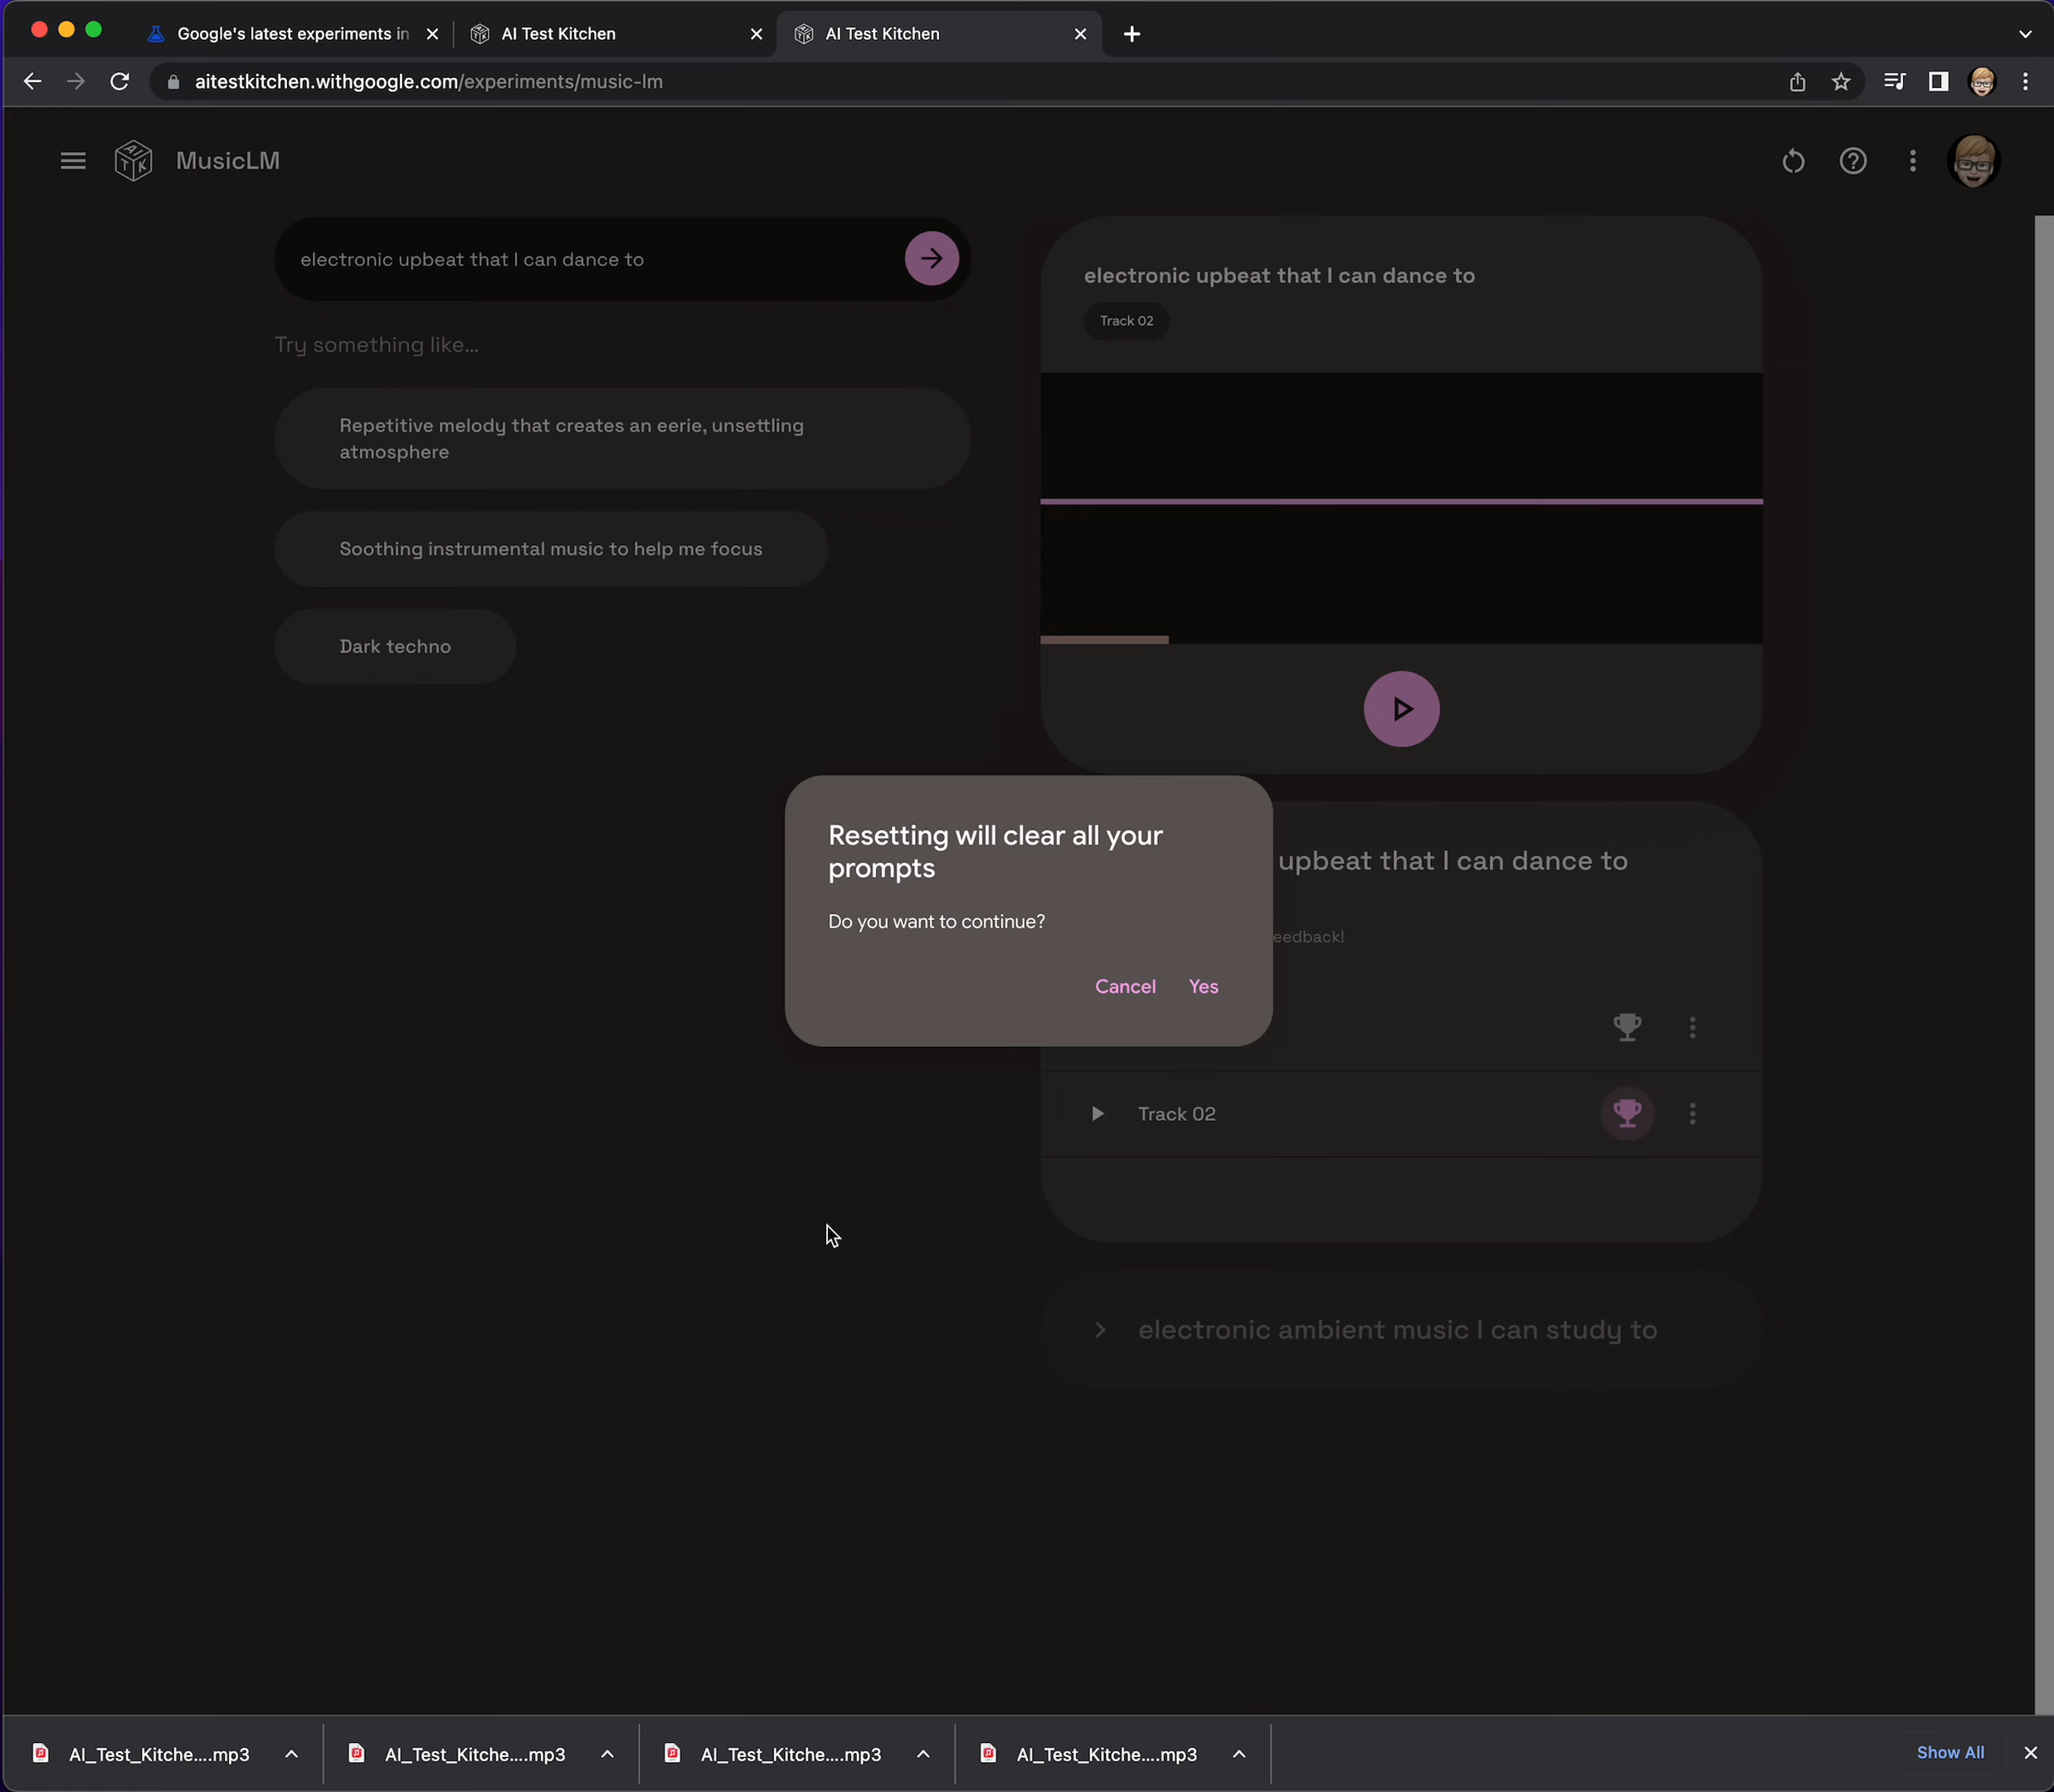 Google's latest experiments in
AI Test Kitchen
AI Test Kitchen
aitestkitchen.withgoogle.com/experiments/music-lm
AI
T K
MusicLM
electronic upbeat that I can dance to
Try something like…
Repetitive melody that creates an eerie, unsettling
atmosphere
Soothing instrumental music to help me focus
Dark techno
electronic upbeat that I can dance to
Track 02
Resetting will clear all your
prompts
Do you want to continue?
Cancel Yes
upbeat that I can dance to
eedback!
Track 02
electronic ambient music I can study to
AI_Test_Kitche....mp3
AI_Test_Kitche....mp3
AI_Test_Kitche....mp3
AI_Test_Kitche....mp3
Show All